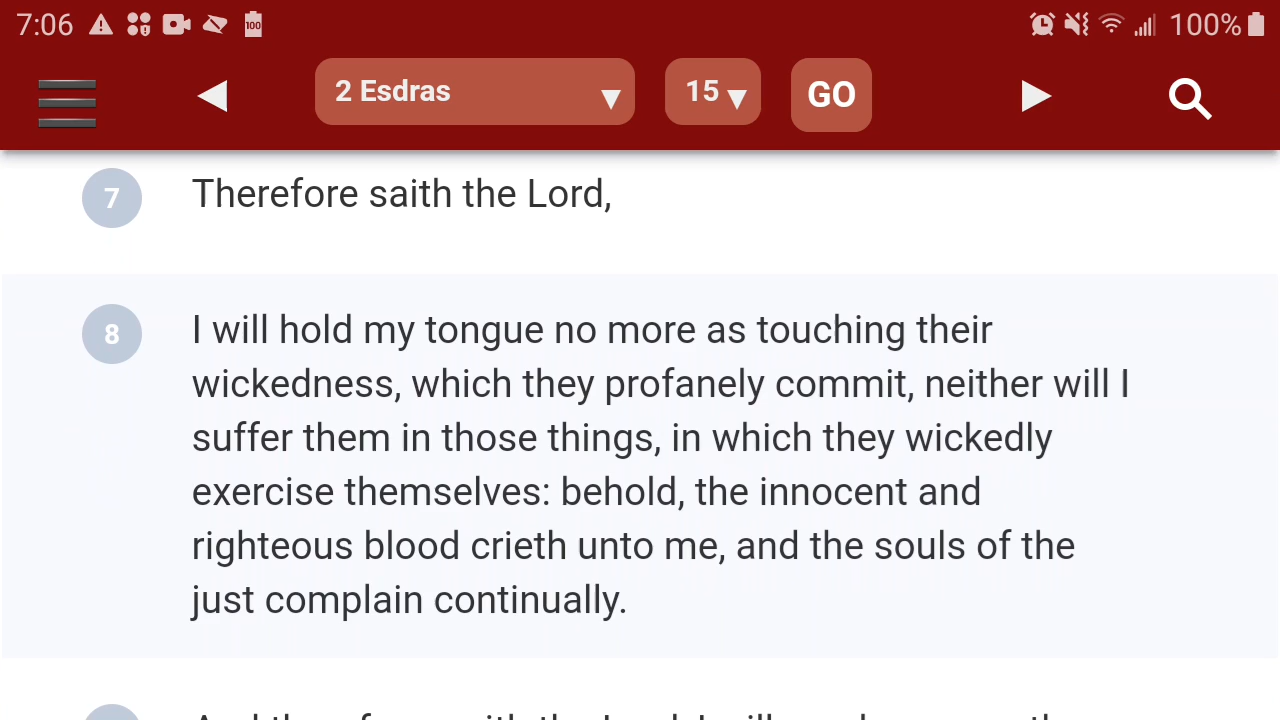 7:06 100 100%
2 Esdras 15 GO
7 Therefore saith the Lord,
8 I will hold my tongue no more as touching their
wickedness, which they profanely commit, neither will I
suffer them in those things, in which they wickedly
exercise themselves: behold, the innocent and
righteous blood crieth unto me, and the souls of the
just complain continually.